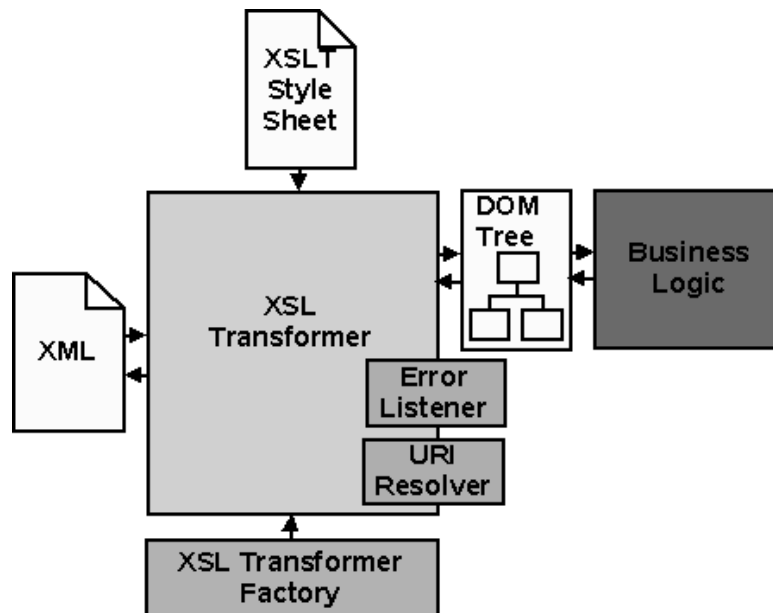 XSLT
Style
Sheet
DOM
Tree
Business
Logic
XSL
Transformer
XML
Error
Listener
URI
Resolver
XSL Transformer
Factory